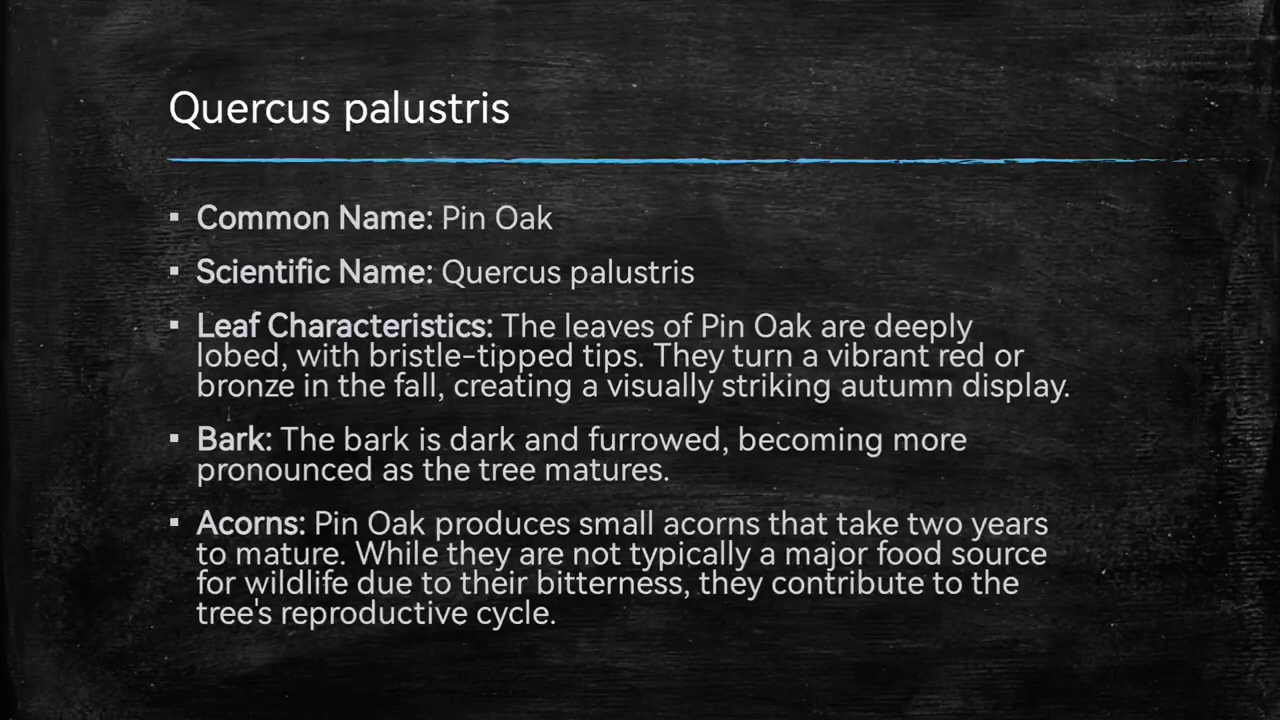 Quercus palustris
▪ Common Name: Pin Oak
▪ Scientific Name: Quercus palustris
▪ Leaf Characteristics: The leaves of Pin Oak are deeply
lobed, with bristle-tipped tips. They turn a vibrant red or
bronze in the fall, creating a visually striking autumn display.
▪ Bark: The bark is dark and furrowed, becoming more
pronounced as the tree matures.
▪ Acorns: Pin Oak produces small acorns that take two years
to mature. While they are not typically a major food source
for wildlife due to their bitterness, they contribute to the
tree's reproductive cycle.